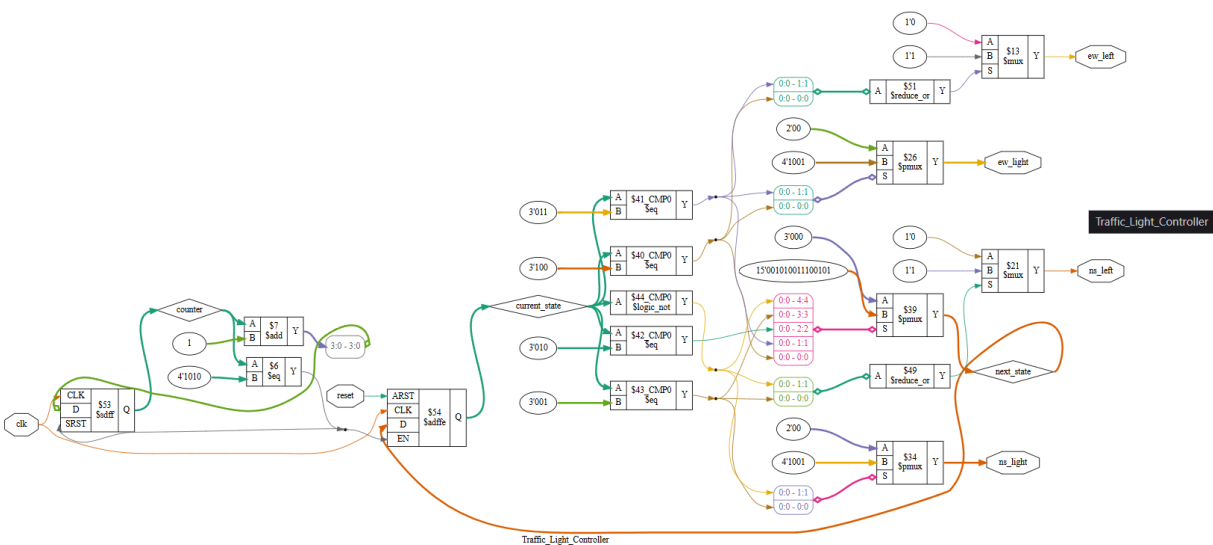 1'0
A
B
S
$13
$mux
Y
ew_left
1'1
0:0 - 1:1
0:0 - 0:0
A
$51
$reduce_or
Y
2'00
4'1001
A
B
S
$26
$pmux
Y
ew_light
0:0 - 1:1
0:0 - 0:0
3'011
A
B
$41_CMP0
$eq
Y
3'100
A
B
$40_CMP0
$eq
Y
A
$44_CMP0
$logic_not
Y
3'010
A
B
$42_CMP0
$eq
Y
3'001
A
B
$43_CMP0
$eq
Y
Traffic_Light_Controller
3'000
15'001010011100101
A
B
S
$39
$pmux
Y
1'0
1'1
A
B
S
$21
$mux
Y
ns_left
0:0 - 4:4
0:0 - 3:3
0:0 - 2:2
0:0 - 1:1
0:0 - 0:0
0:0 - 1:1
0:0 - 0:0
A
$49
$reduce_or
Y
next_state
2'00
4'1001
A
B
S
$34
$pmux
Y
ns_light
0:0 - 1:1
0:0 - 0:0
current_state
counter
1
A
B
$7
$add
Y
3:0 - 3:0
4'1010
A
B
$6
$eq
Y
clk
CLK
D
SRST
$53
$sdff
Q
reset
ARST
CLK
D
EN
$54
$adffe
Q
Traffic_Light_Controller